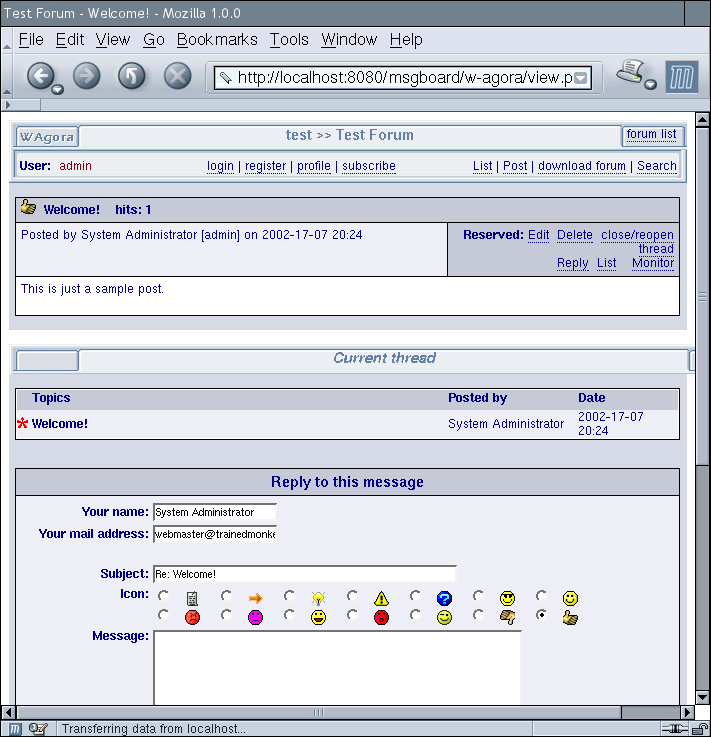 Test Forum - Welcome! - Mozilla 1.0.0
File Edit View Go Bookmarks Tools Window Help
http://localhost:8080/msgboard/w-agora/view.p
WAgora test >> Test Forum forum list
User: admin login | register | profile | subscribe List | Post | download forum | Search
Welcome! hits: 1
Posted by System Administrator [admin] on 2002-17-07 20:24
Reserved: Edit Delete close/reopen
thread
Reply List Monitor
This is just a sample post.
Current thread
Topics Posted by Date
Welcome! System Administrator 2002-17-07
20:24
Reply to this message
Your name: System Administrator
Your mail address: webmaster@trainedmonke
Subject: Re: Welcome!
Icon:
Message:
Transferring data from localhost...